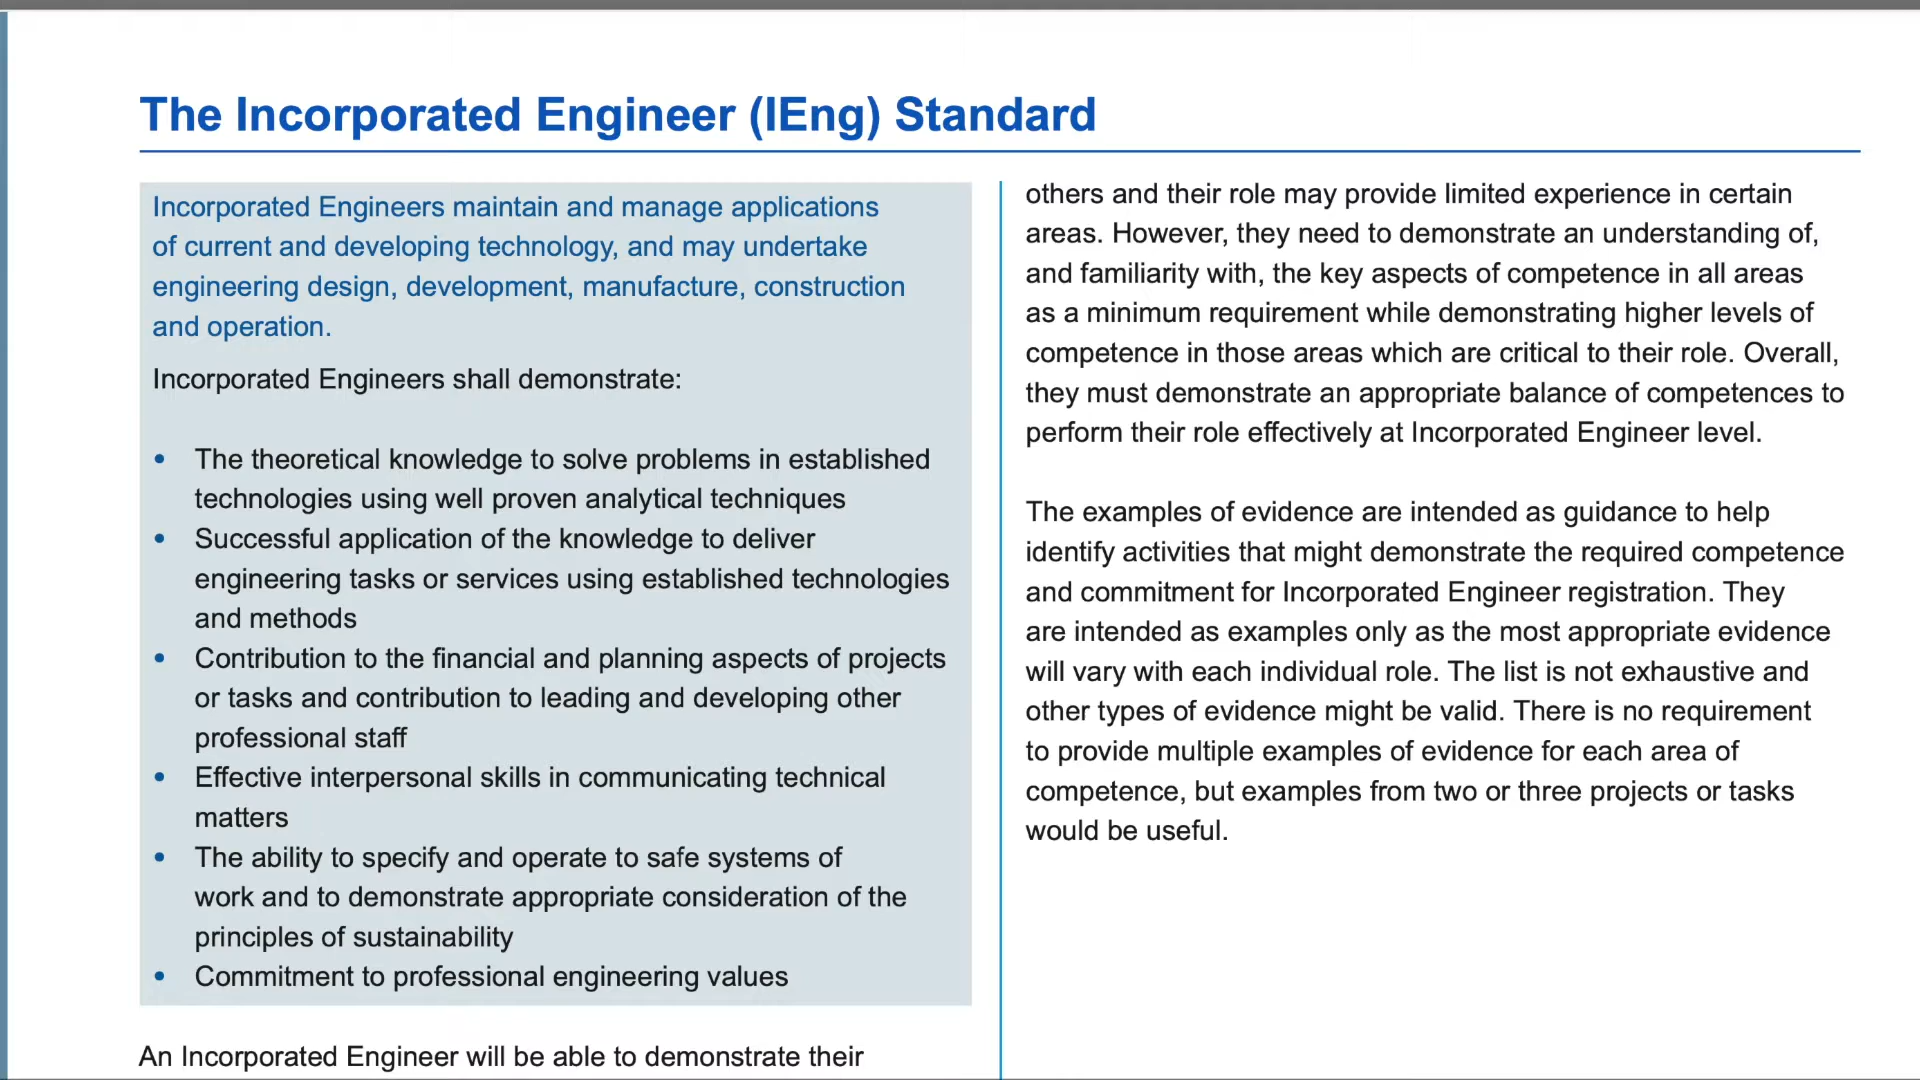 The Incorporated Engineer (IEng) Standard
Incorporated Engineers maintain and manage applications
of current and developing technology, and may undertake
engineering design, development, manufacture, construction
and operation.
Incorporated Engineers shall demonstrate:
• The theoretical knowledge to solve problems in established
technologies using well proven analytical techniques
• Successful application of the knowledge to deliver
engineering tasks or services using established technologies
and methods
• Contribution to the financial and planning aspects of projects
or tasks and contribution to leading and developing other
professional staff
• Effective interpersonal skills in communicating technical
matters
• The ability to specify and operate to safe systems of
work and to demonstrate appropriate consideration of the
principles of sustainability
• Commitment to professional engineering values
An Incorporated Engineer will be able to demonstrate their
others and their role may provide limited experience in certain
areas. However, they need to demonstrate an understanding of,
and familiarity with, the key aspects of competence in all areas
as a minimum requirement while demonstrating higher levels of
competence in those areas which are critical to their role. Overall,
they must demonstrate an appropriate balance of competences to
perform their role effectively at Incorporated Engineer level.
The examples of evidence are intended as guidance to help
identify activities that might demonstrate the required competence
and commitment for Incorporated Engineer registration. They
are intended as examples only as the most appropriate evidence
will vary with each individual role. The list is not exhaustive and
other types of evidence might be valid. There is no requirement
to provide multiple examples of evidence for each area of
competence, but examples from two or three projects or tasks
would be useful.